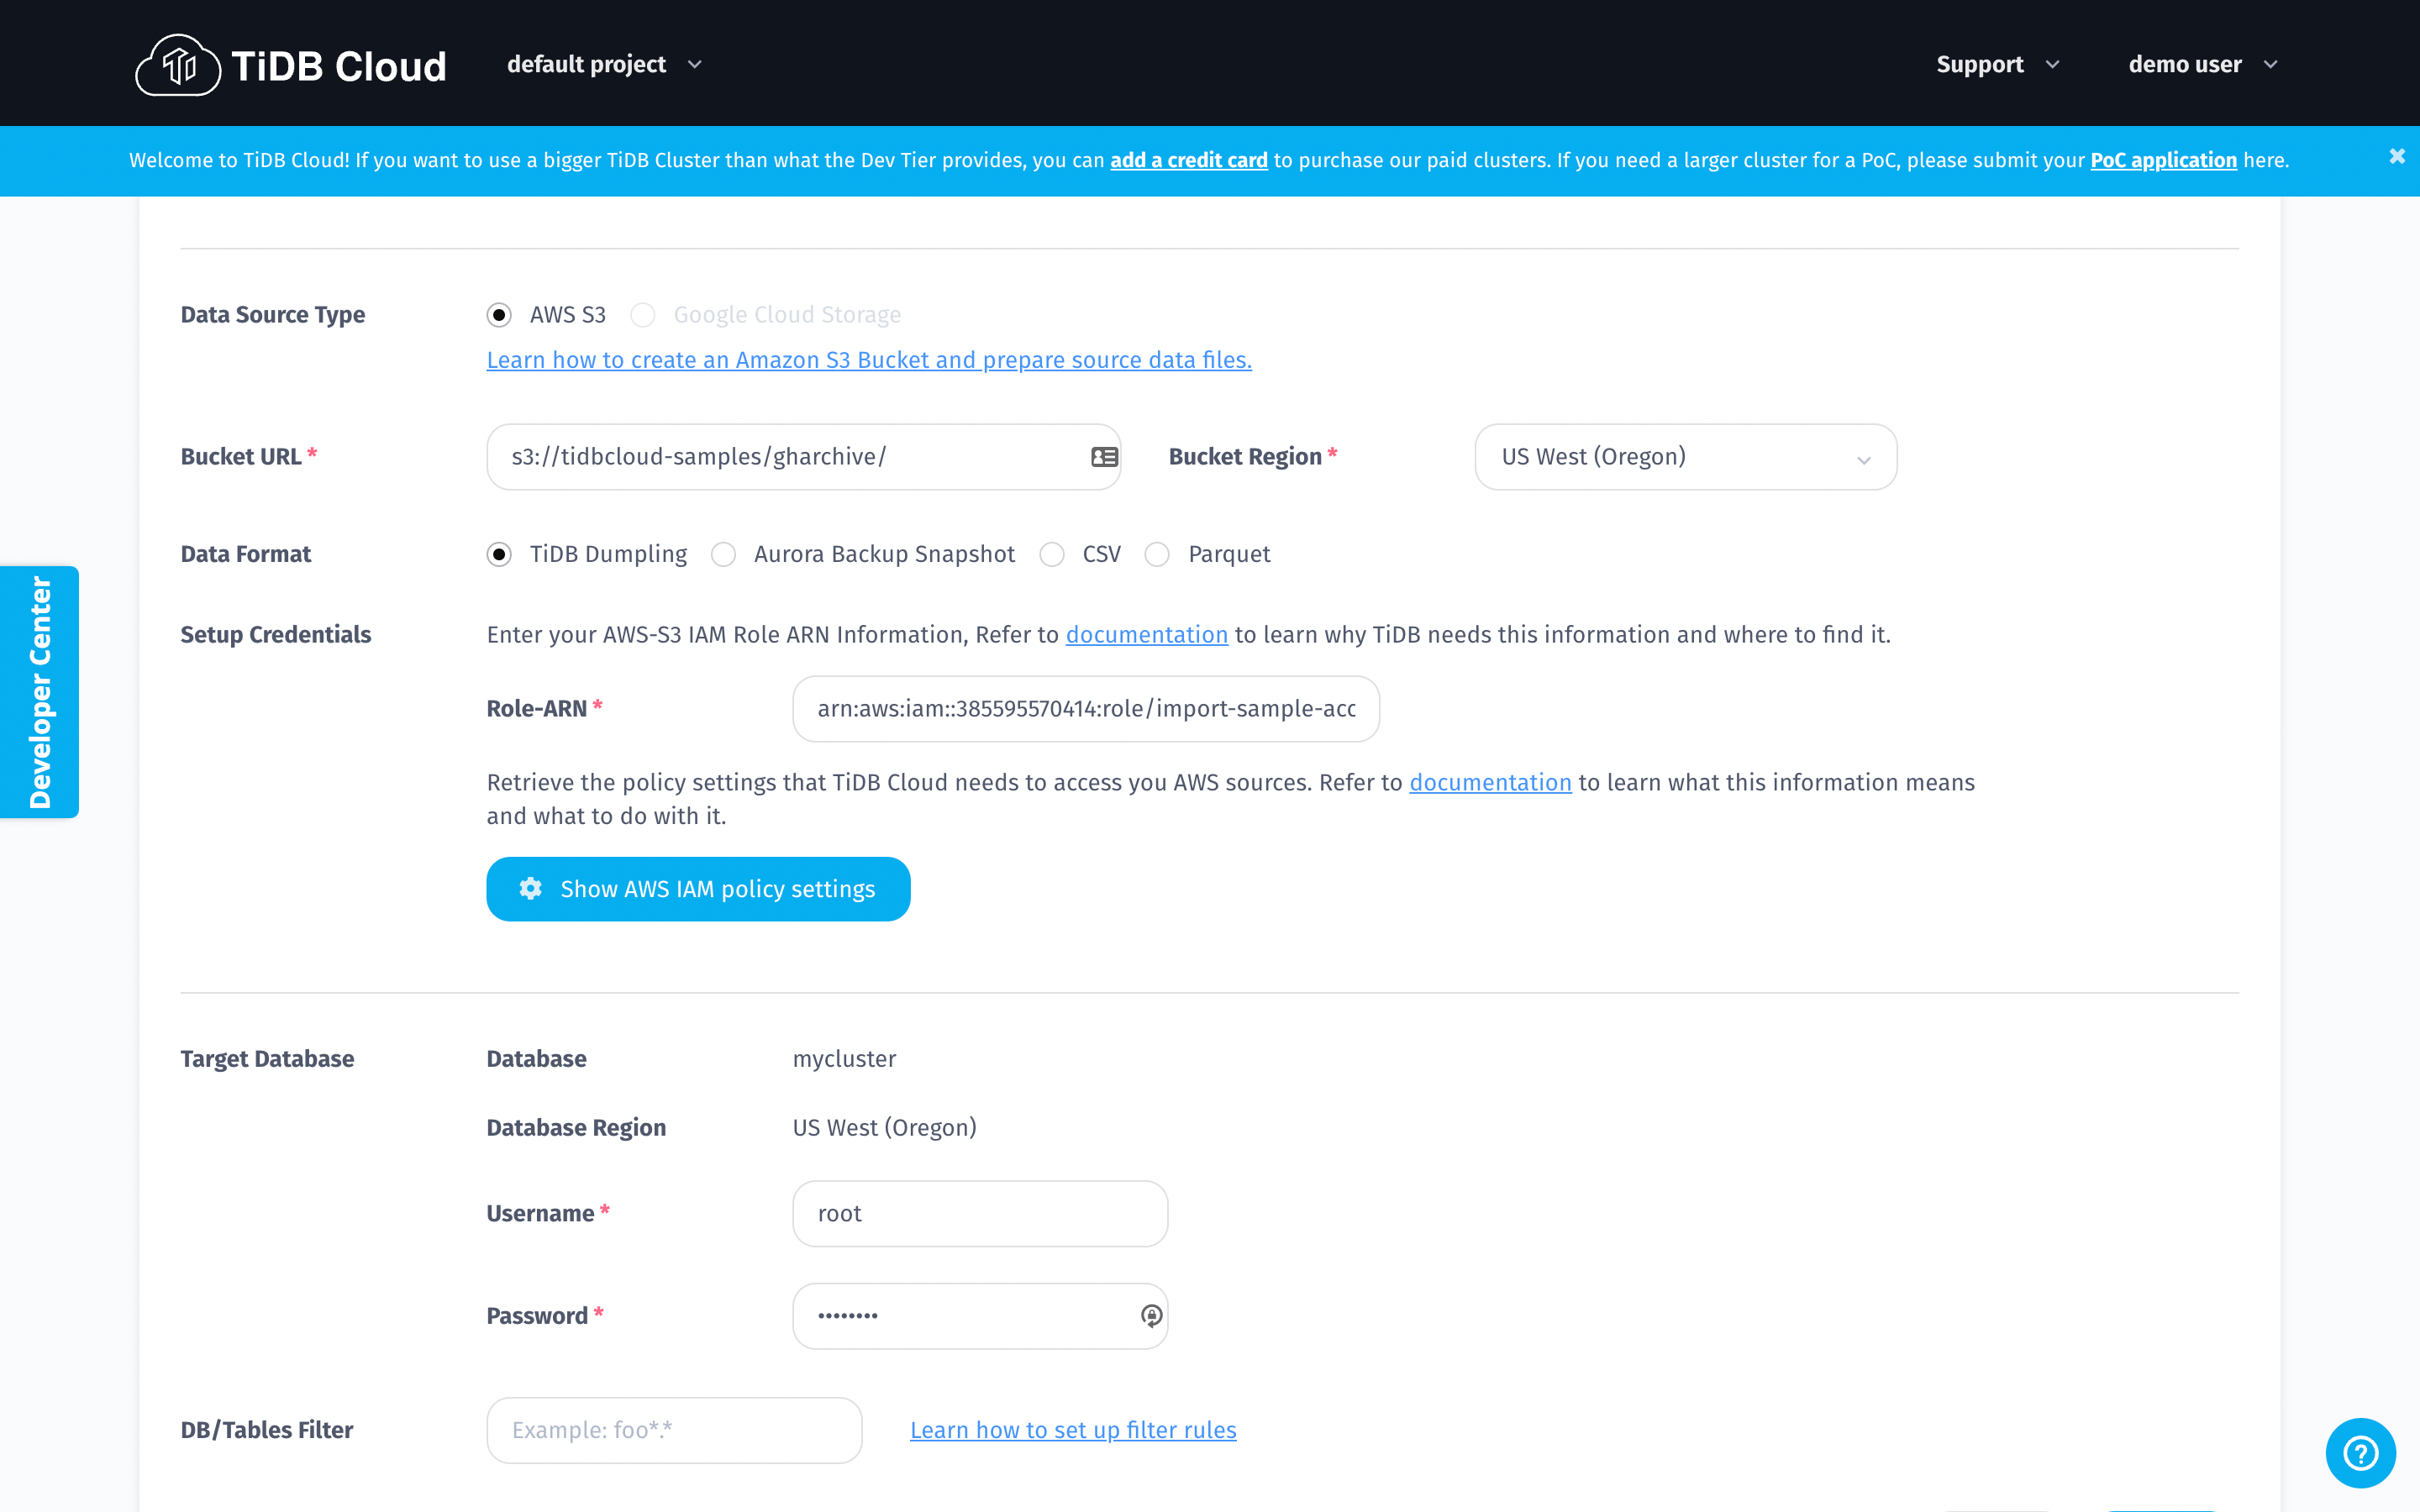 TiDB Cloud
default project
Support
demo user
Welcome to TiDB Cloud! If you want to use a bigger TiDB Cluster than what the Dev Tier provides, you can add a credit card to purchase our paid clusters. If you need a larger cluster for a PoC, please submit your PoC application here.
Data Source Type
AWS S3 Google Cloud Storage
Learn how to create an Amazon S3 Bucket and prepare source data files.
Bucket URL * s3://tidbcloud-samples/gharchive/ Bucket Region * US West (Oregon)
Data Format TiDB Dumpling Aurora Backup Snapshot CSV Parquet
Developer Center
Setup Credentials Enter your AWS-S3 IAM Role ARN Information, Refer to documentation to learn why TiDB needs this information and where to find it.
Role-ARN * arn:aws:iam::385595570414:role/import-sample-acc
Retrieve the policy settings that TiDB Cloud needs to access you AWS sources. Refer to documentation to learn what this information means
and what to do with it.
Show AWS IAM policy settings
Target Database Database mycluster
Database Region US West (Oregon)
Username * root
Password * ••••••••
DB/Tables Filter Example: foo*.* Learn how to set up filter rules